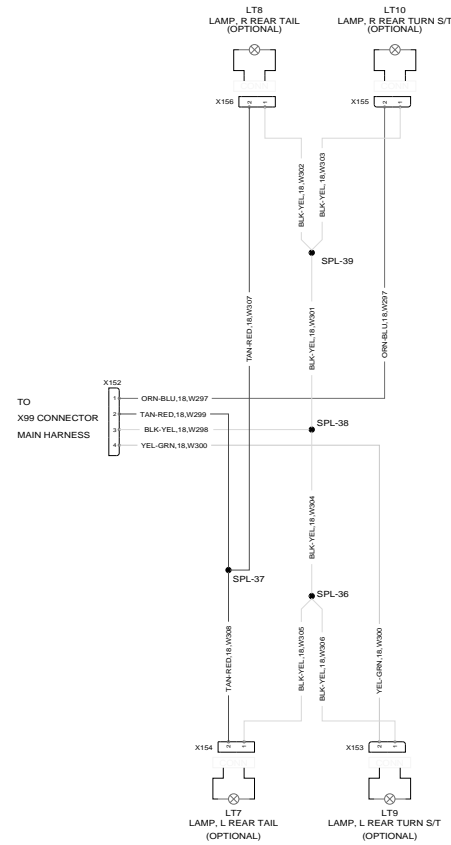 LT8
LAMP, R REAR TAIL
(OPTIONAL)
LT10
LAMP, R REAR TURN S/T
(OPTIONAL)
X156
2
1
X155
2
1
BLK-YEL,18,W302
BLK-YEL,18,W303
SPL-39
TAN-RED,18,W307
BLK-YEL,18,W301
ORN-BLU,18,W297
X152
TO
X99 CONNECTOR
MAIN HARNESS
1
ORN-BLU,18,W297
2
TAN-RED,18,W299
3
BLK-YEL,18,W298
4
YEL-GRN,18,W300
SPL-38
BLK-YEL,18,W304
SPL-37
SPL-36
TAN-RED,18,W308
BLK-YEL,18,W305
BLK-YEL,18,W306
YEL-GRN,18,W300
X154
2
1
X153
2
1
LT7
LAMP, L REAR TAIL
(OPTIONAL)
LT9
LAMP, L REAR TURN S/T
(OPTIONAL)